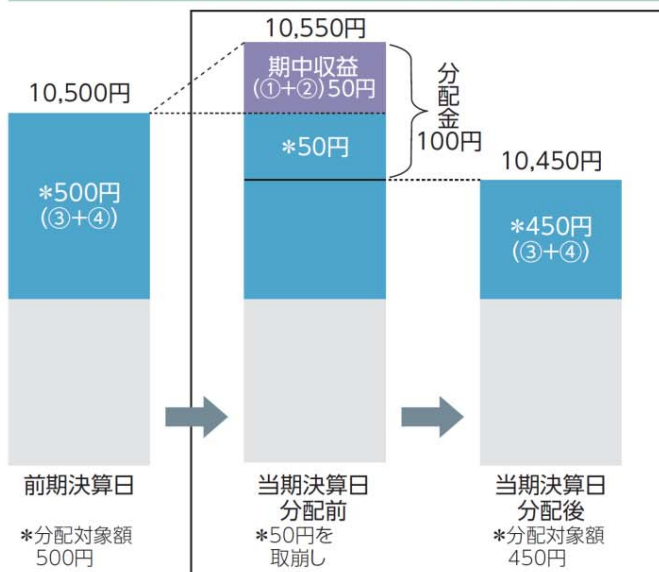 10,550円
期中収益
(①+②)50円
分配金
100円
10,500円
*50円
10,450円
*500円
(③+④)
*450円
(③+④)
前期決算日
当期決算日
分配前
当期決算日
分配後
*分配対象額
500円
*50円を
取崩し
*分配対象額
450円